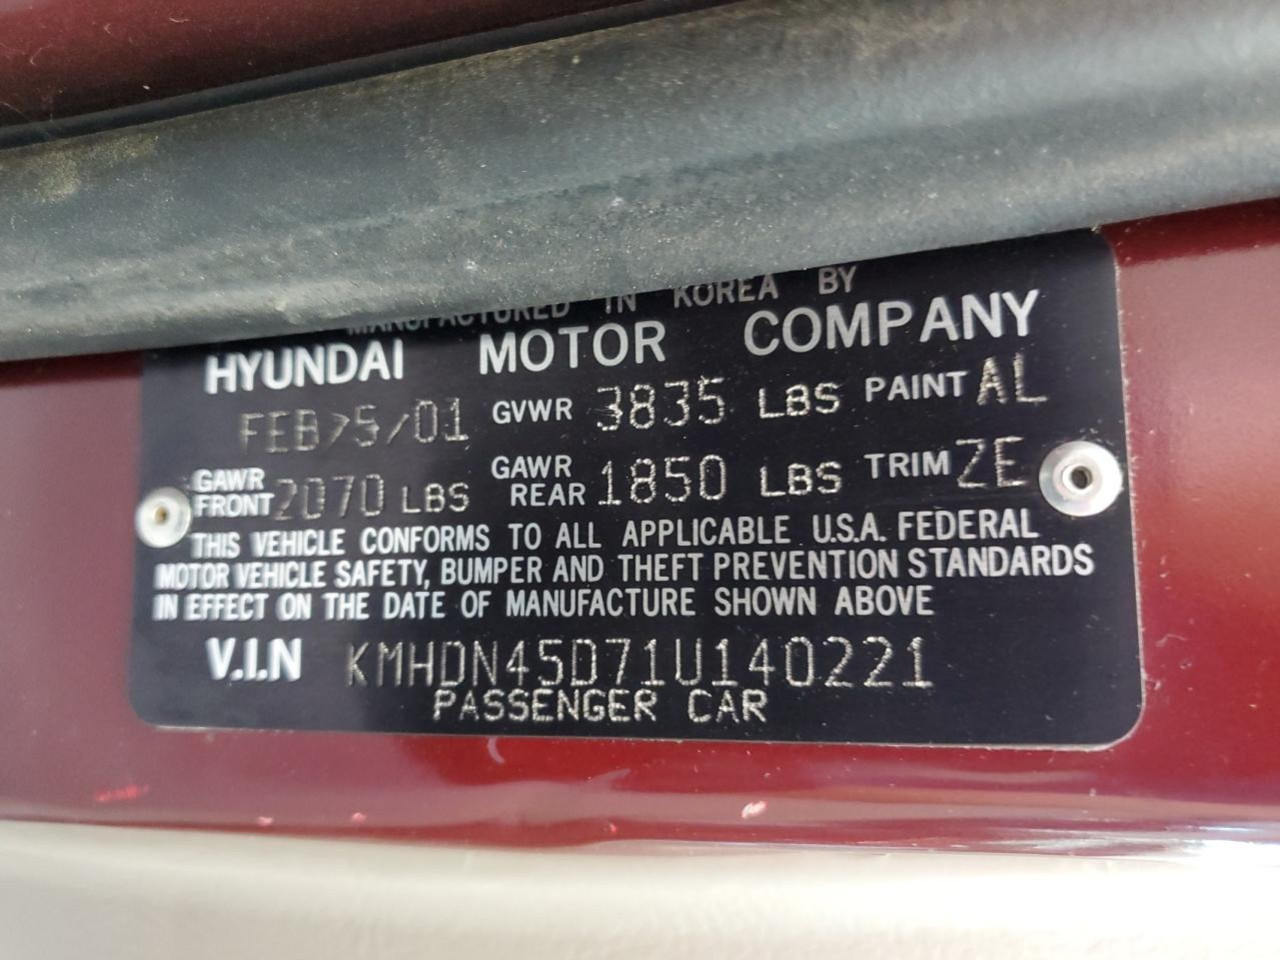 MANUFACTURED IN KOREA BY
HYUNDAI MOTOR COMPANY
FEB/5/01 GVWR 3835 LBS PAINT AL
GAWR FRONT 2070 LBS GAWR REAR 1850 LBS TRIM ZE
THIS VEHICLE CONFORMS TO ALL APPLICABLE U.S.A. FEDERAL
MOTOR VEHICLE SAFETY, BUMPER AND THEFT PREVENTION STANDARDS
IN EFFECT ON THE DATE OF MANUFACTURE SHOWN ABOVE
V.I.N KMHDN45D71U140221
PASSENGER CAR